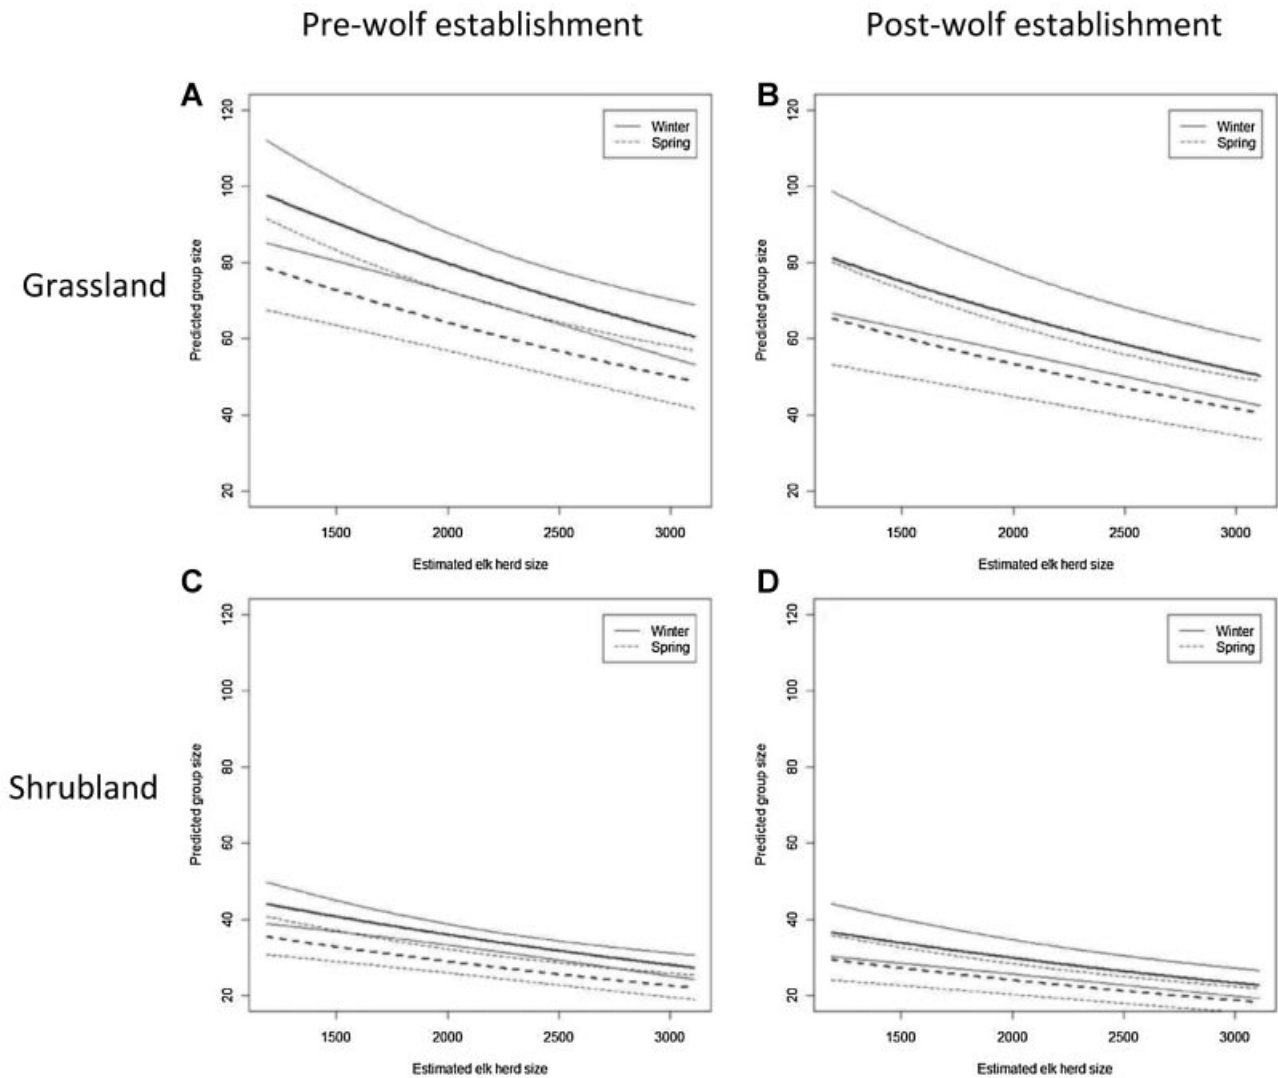 Pre-wolf establishment
Post-wolf establishment
Grassland
Shrubland
A
120
100
80
60
40
20
Predicted group size
Winter
Spring
1500
2000
2500
3000
Estimated elk herd size
B
120
100
80
60
40
20
Predicted group size
Winter
Spring
1500
2000
2500
3000
Estimated elk herd size
C
120
100
80
60
40
20
Predicted group size
Winter
Spring
1500
2000
2500
3000
Estimated elk herd size
D
120
100
80
60
40
20
Predicted group size
Winter
Spring
1500
2000
2500
3000
Estimated elk herd size